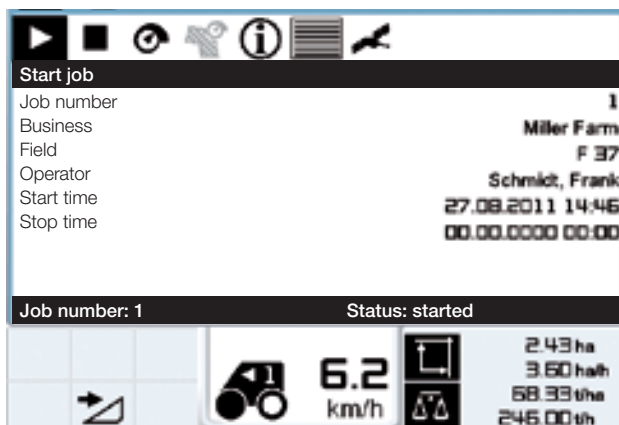 Start job
Job number 1
Business Miller Farm
Field F 37
Operator Schmidt, Frank
Start time 27.08.2011 14:46
Stop time 00.00.0000 00:00
Job number: 1 Status: started
1
6.2
km/h
2.43 ha
3.60 ha/h
68.33 t/ha
246.00 t/h